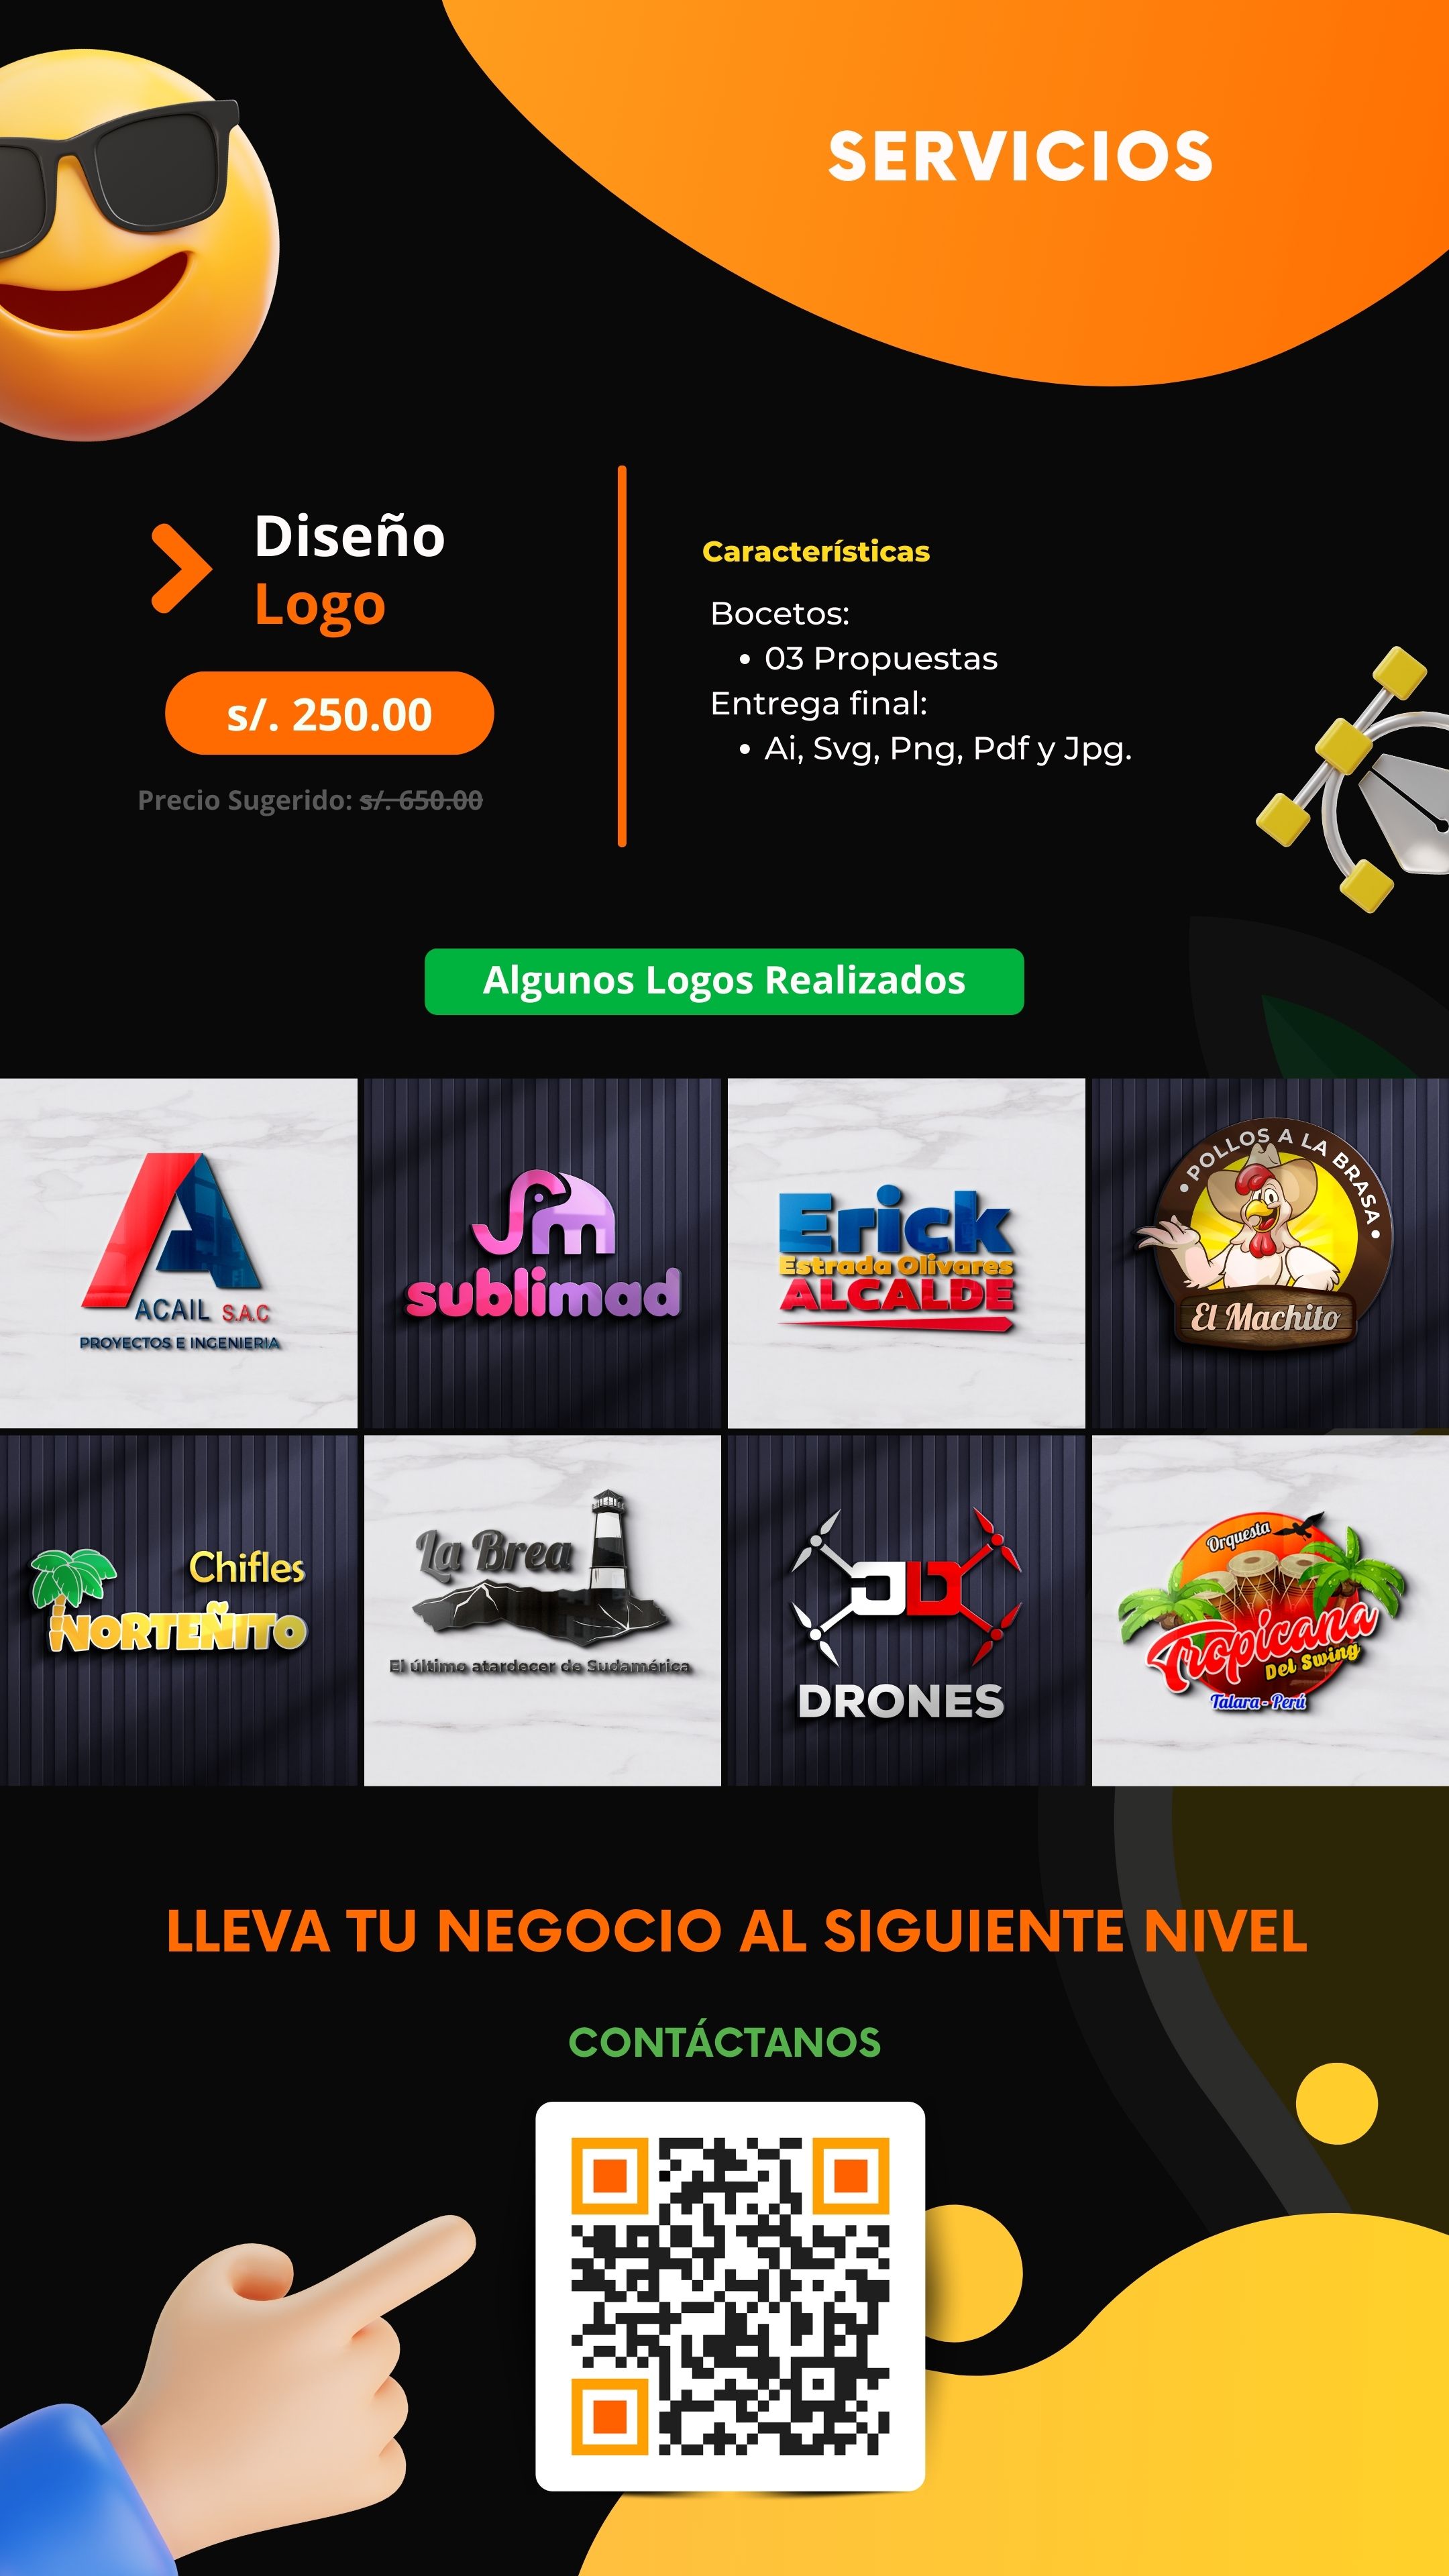 SERVICIOS
Diseño
Logo
s/. 250.00
Precio Sugerido: s/. 650.00
Características
Bocetos:
• 03 Propuestas
Entrega final:
• Ai, Svg, Png, Pdf y Jpg.
Algunos Logos Realizados
A
ACAIL S.A.C
PROYECTOS E INGENIERIA
sm
sublimad
Erick
Estrada Olivares
ALCALDE
• POLLOS A LA BRASA •
El Machito
Chifles
NORTEÑITO
La Brea
El último atardecer de Sudamérica
DRONES
Orquesta
Tropicana
Del Swing
Talara - Perú
LLEVA TU NEGOCIO AL SIGUIENTE NIVEL
CONTÁCTANOS